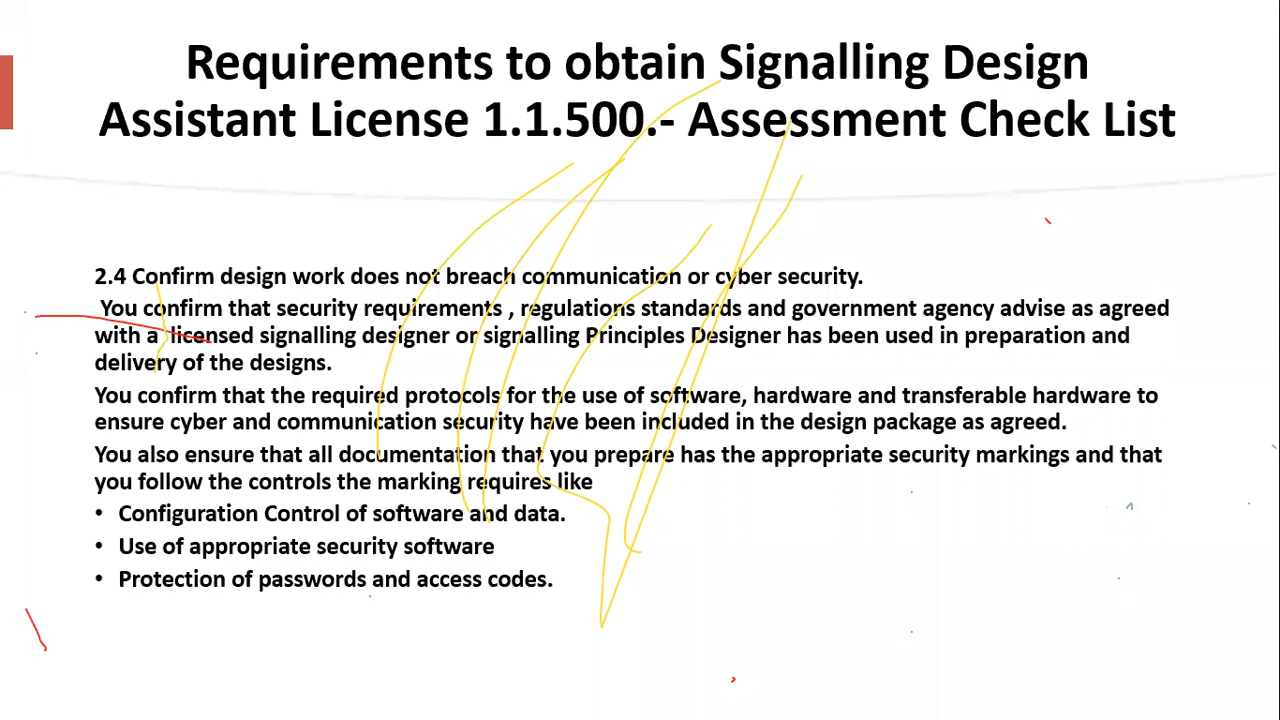 Requirements to obtain Signalling Design
Assistant License 1.1.500.- Assessment Check List
2.4 Confirm design work does not breach communication or cyber security.
You confirm that security requirements , regulations standards and government agency advise as agreed
with a licensed signalling designer or signalling Principles Designer has been used in preparation and
delivery of the designs.
You confirm that the required protocols for the use of software, hardware and transferable hardware to
ensure cyber and communication security have been included in the design package as agreed.
You also ensure that all documentation that you prepare has the appropriate security markings and that
you follow the controls the marking requires like
• Configuration Control of software and data.
• Use of appropriate security software
• Protection of passwords and access codes.